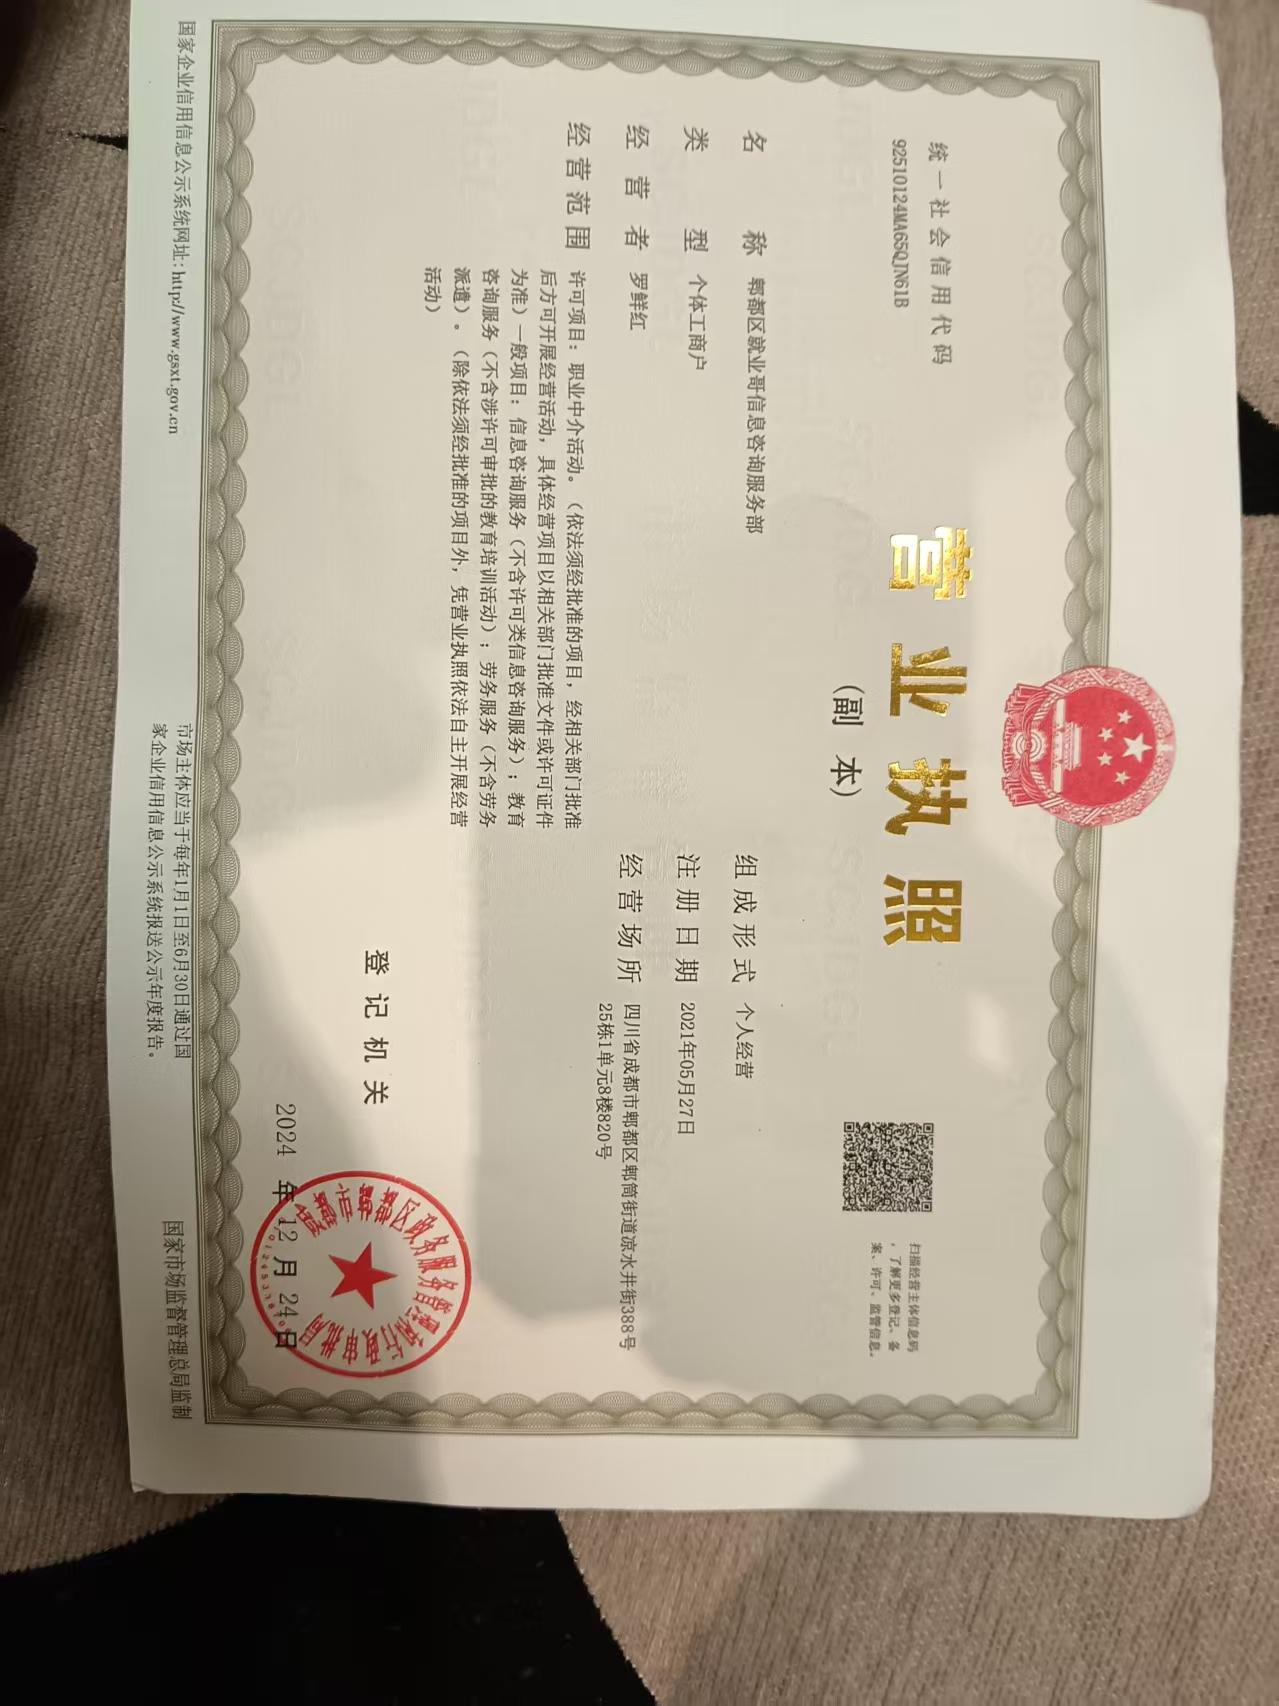 统一社会信用代码
92510124MA65QJN61B
营业执照
(副 本)
扫描经营主体信息码
，了解更多登记、备
案、许可、监管信息。
名 称 郫都区就业哥信息咨询服务部
类 型 个体工商户
经 营 者 罗鲜红
经 营 范 围 许可项目：职业中介活动。（依法须经批准的项目，经相关部门批准
后方可开展经营活动，具体经营项目以相关部门批准文件或许可证件
为准）一般项目：信息咨询服务（不含许可类信息咨询服务）；教育
咨询服务（不含涉许可审批的教育培训活动）；劳务服务（不含劳务
派遣）。（除依法须经批准的项目外，凭营业执照依法自主开展经营
活动）
组 成 形 式 个人经营
注 册 日 期 2021年05月27日
经 营 场 所 四川省成都市郫都区郫筒街道凉水井街388号
25栋1单元8楼820号
登 记 机 关
2024 年 12 月 24 日
国家企业信用信息公示系统网址：http://www.gsxt.gov.cn
市场主体应当于每年1月1日至6月30日通过国
家企业信用信息公示系统报送公示年度报告。
国家市场监督管理总局监制